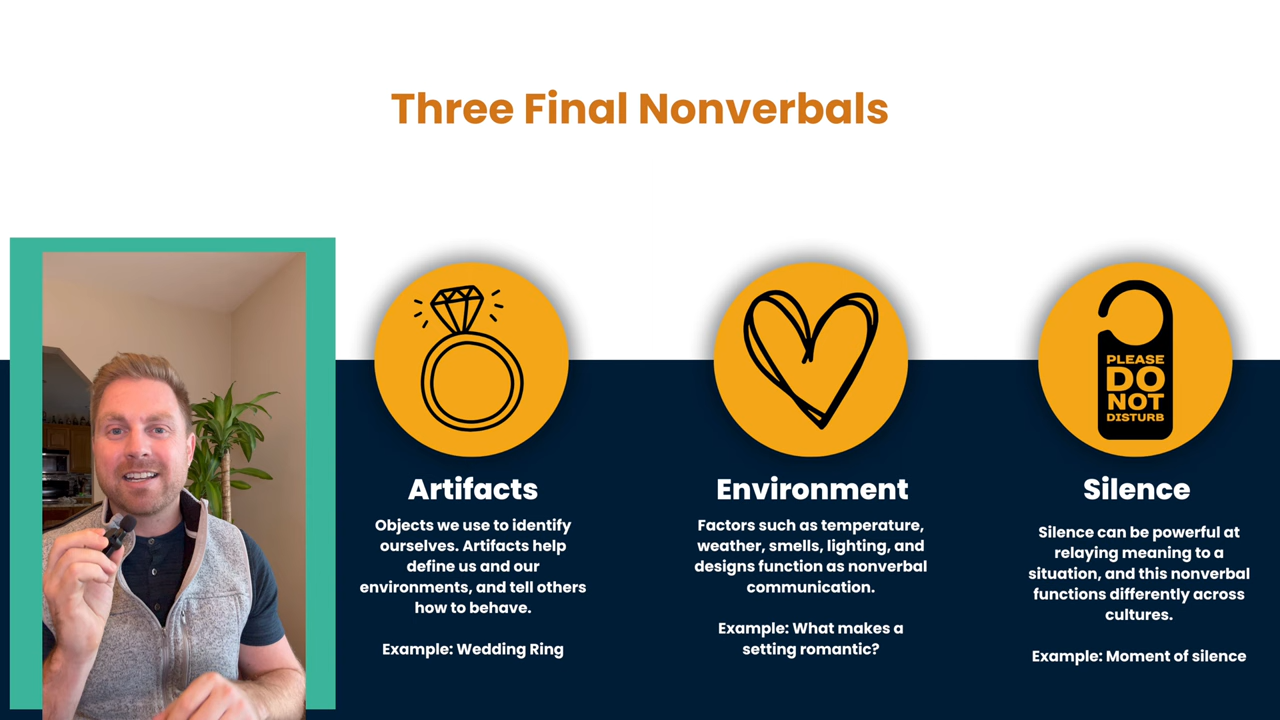 Three Final Nonverbals
Artifacts
Objects we use to identify
ourselves. Artifacts help
define us and our
environments, and tell others
how to behave.
Example: Wedding Ring
Environment
Factors such as temperature,
weather, smells, lighting, and
designs function as nonverbal
communication.
Example: What makes a
setting romantic?
PLEASE
DO
NOT
DISTURB
Silence
Silence can be powerful at
relaying meaning to a
situation, and this nonverbal
functions differently across
cultures.
Example: Moment of silence